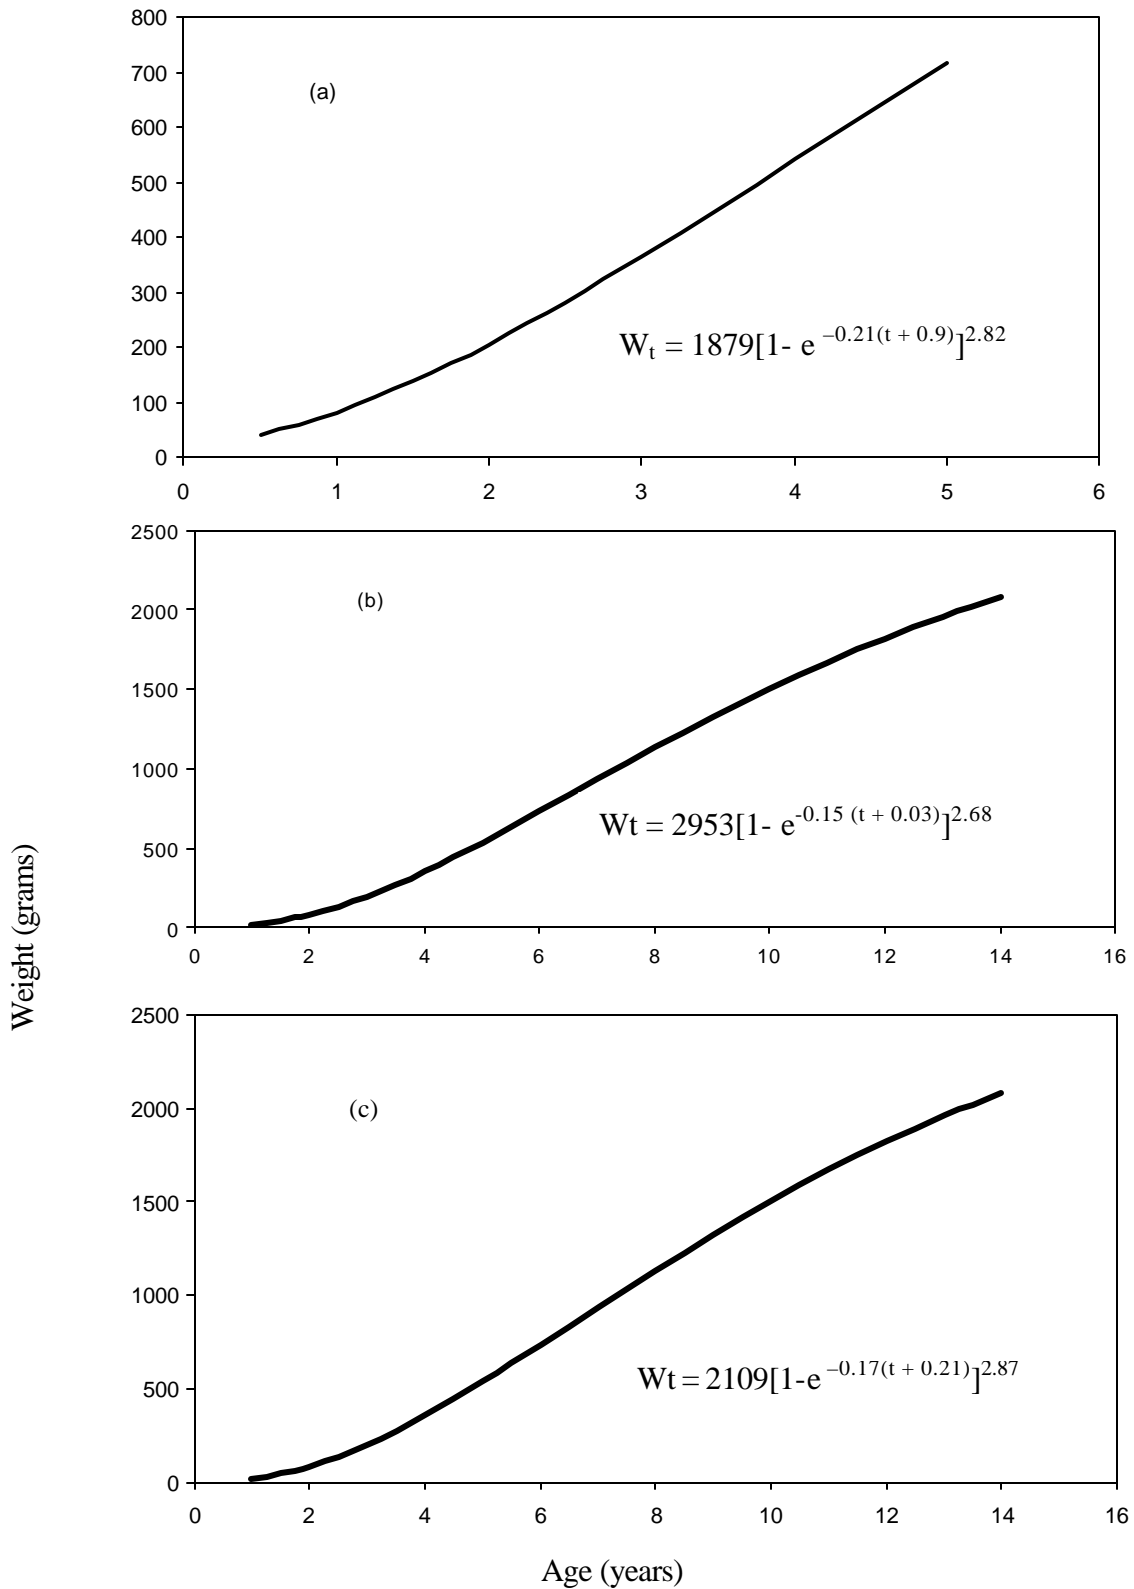 800
700
(a)
600
500
400
300
W_t = 1879[1- e^{–0.21(t + 0.9)}]^{2.82}
200
100
0
0 1 2 3 4 5 6
2500
(b)
2000
1500
1000
Wt = 2953[1- e^{-0.15 (t + 0.03)}]^{2.68}
500
0
0 2 4 6 8 10 12 14 16
Weight (grams)
2500
2000
(c)
1500
1000
Wt = 2109[1-e^{–0.17(t + 0.21)}]^{2.87}
500
0
0 2 4 6 8 10 12 14 16
Age (years)